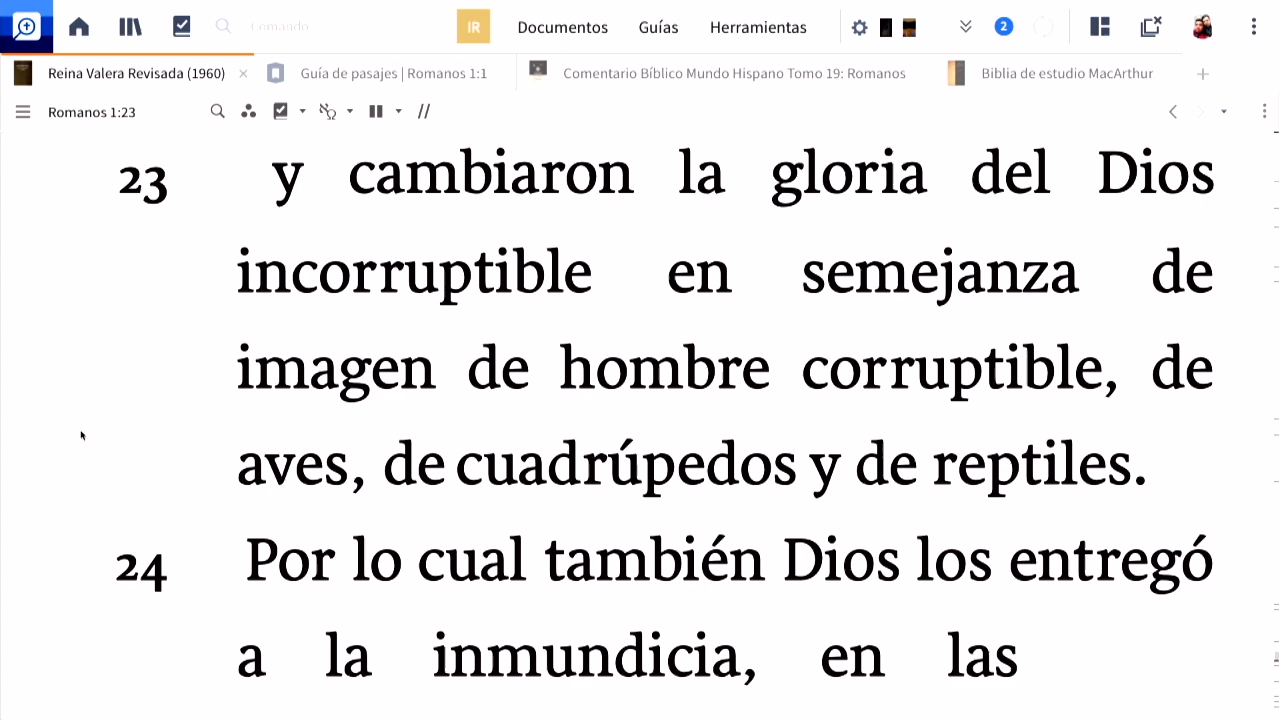 Comando
IR
Documentos
Guías
Herramientas
2
Reina Valera Revisada (1960)
Guía de pasajes | Romanos 1:1
Comentario Bíblico Mundo Hispano Tomo 19: Romanos
Biblia de estudio MacArthur
Romanos 1:23
23 y cambiaron la gloria del Dios
incorruptible en semejanza de
imagen de hombre corruptible, de
aves, de cuadrúpedos y de reptiles.
24 Por lo cual también Dios los entregó
a la inmundicia, en las